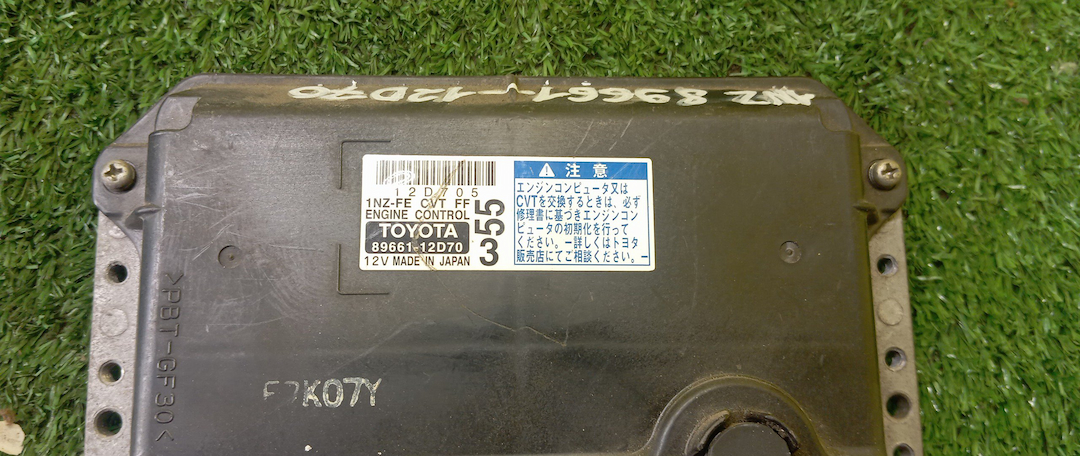 1NZ 89661-12D70
12D705
1NZ-FE CVT FF
ENGINE CONTROL
TOYOTA
89661-12D70
12V MADE IN JAPAN
355
注意
エンジンコンピュータ又は
CVTを交換するときは、必ず
修理書に基づきエンジンコン
ピュータの初期化を行って
ください。ー詳しくはトヨタ
販売店にてご相談ください。ー
>PBT-GF30<
K07Y